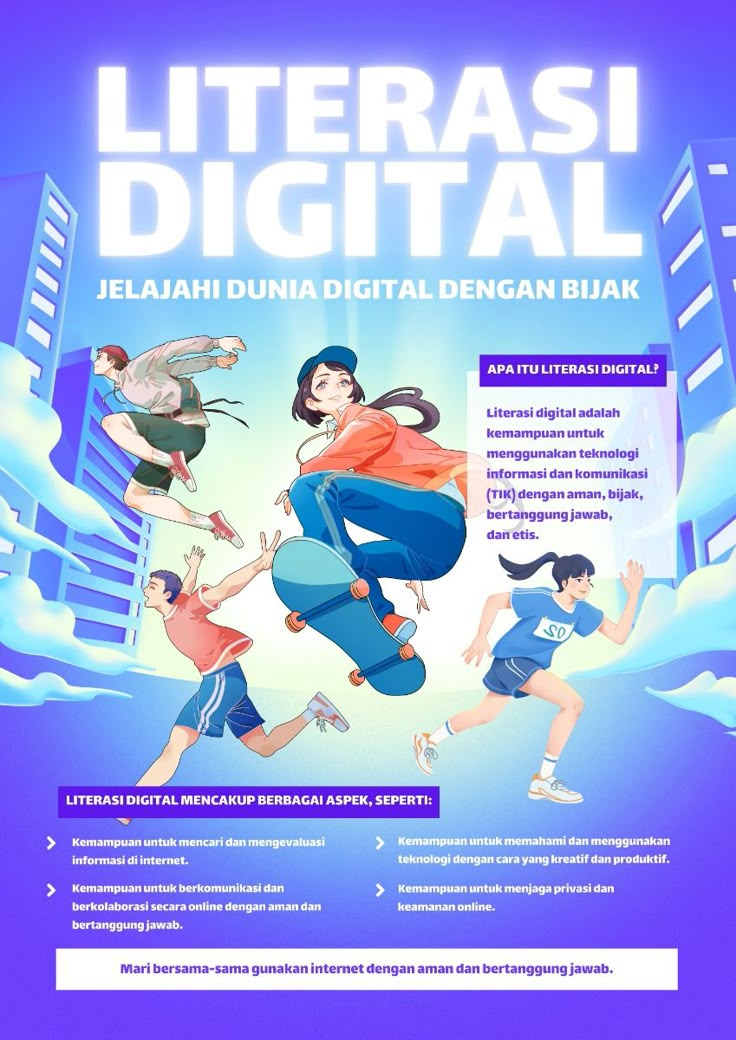 LITERASI
DIGITAL
JELAJAHI DUNIA DIGITAL DENGAN BIJAK
APA ITU LITERASI DIGITAL?
Literasi digital adalah
kemampuan untuk
menggunakan teknologi
informasi dan komunikasi
(TIK) dengan aman, bijak,
bertanggung jawab,
dan etis.
LITERASI DIGITAL MENCAKUP BERBAGAI ASPEK, SEPERTI:
Kemampuan untuk mencari dan mengevaluasi
informasi di internet.
Kemampuan untuk berkomunikasi dan
berkolaborasi secara online dengan aman dan
bertanggung jawab.
Kemampuan untuk memahami dan menggunakan
teknologi dengan cara yang kreatif dan produktif.
Kemampuan untuk menjaga privasi dan
keamanan online.
Mari bersama-sama gunakan internet dengan aman dan bertanggung jawab.